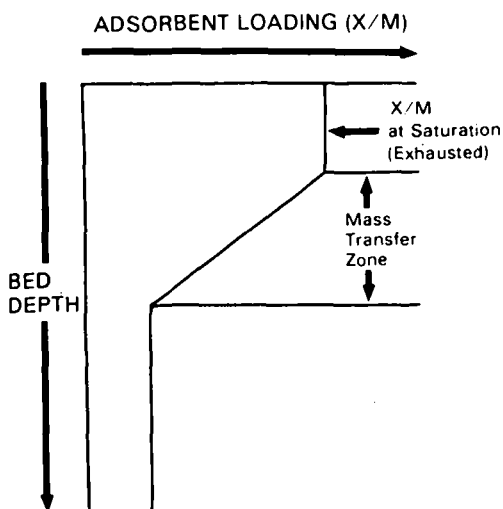 ADSORBENT LOADING (X/M)
X/M
at Saturation
(Exhausted)
Mass
Transfer
Zone
BED
DEPTH